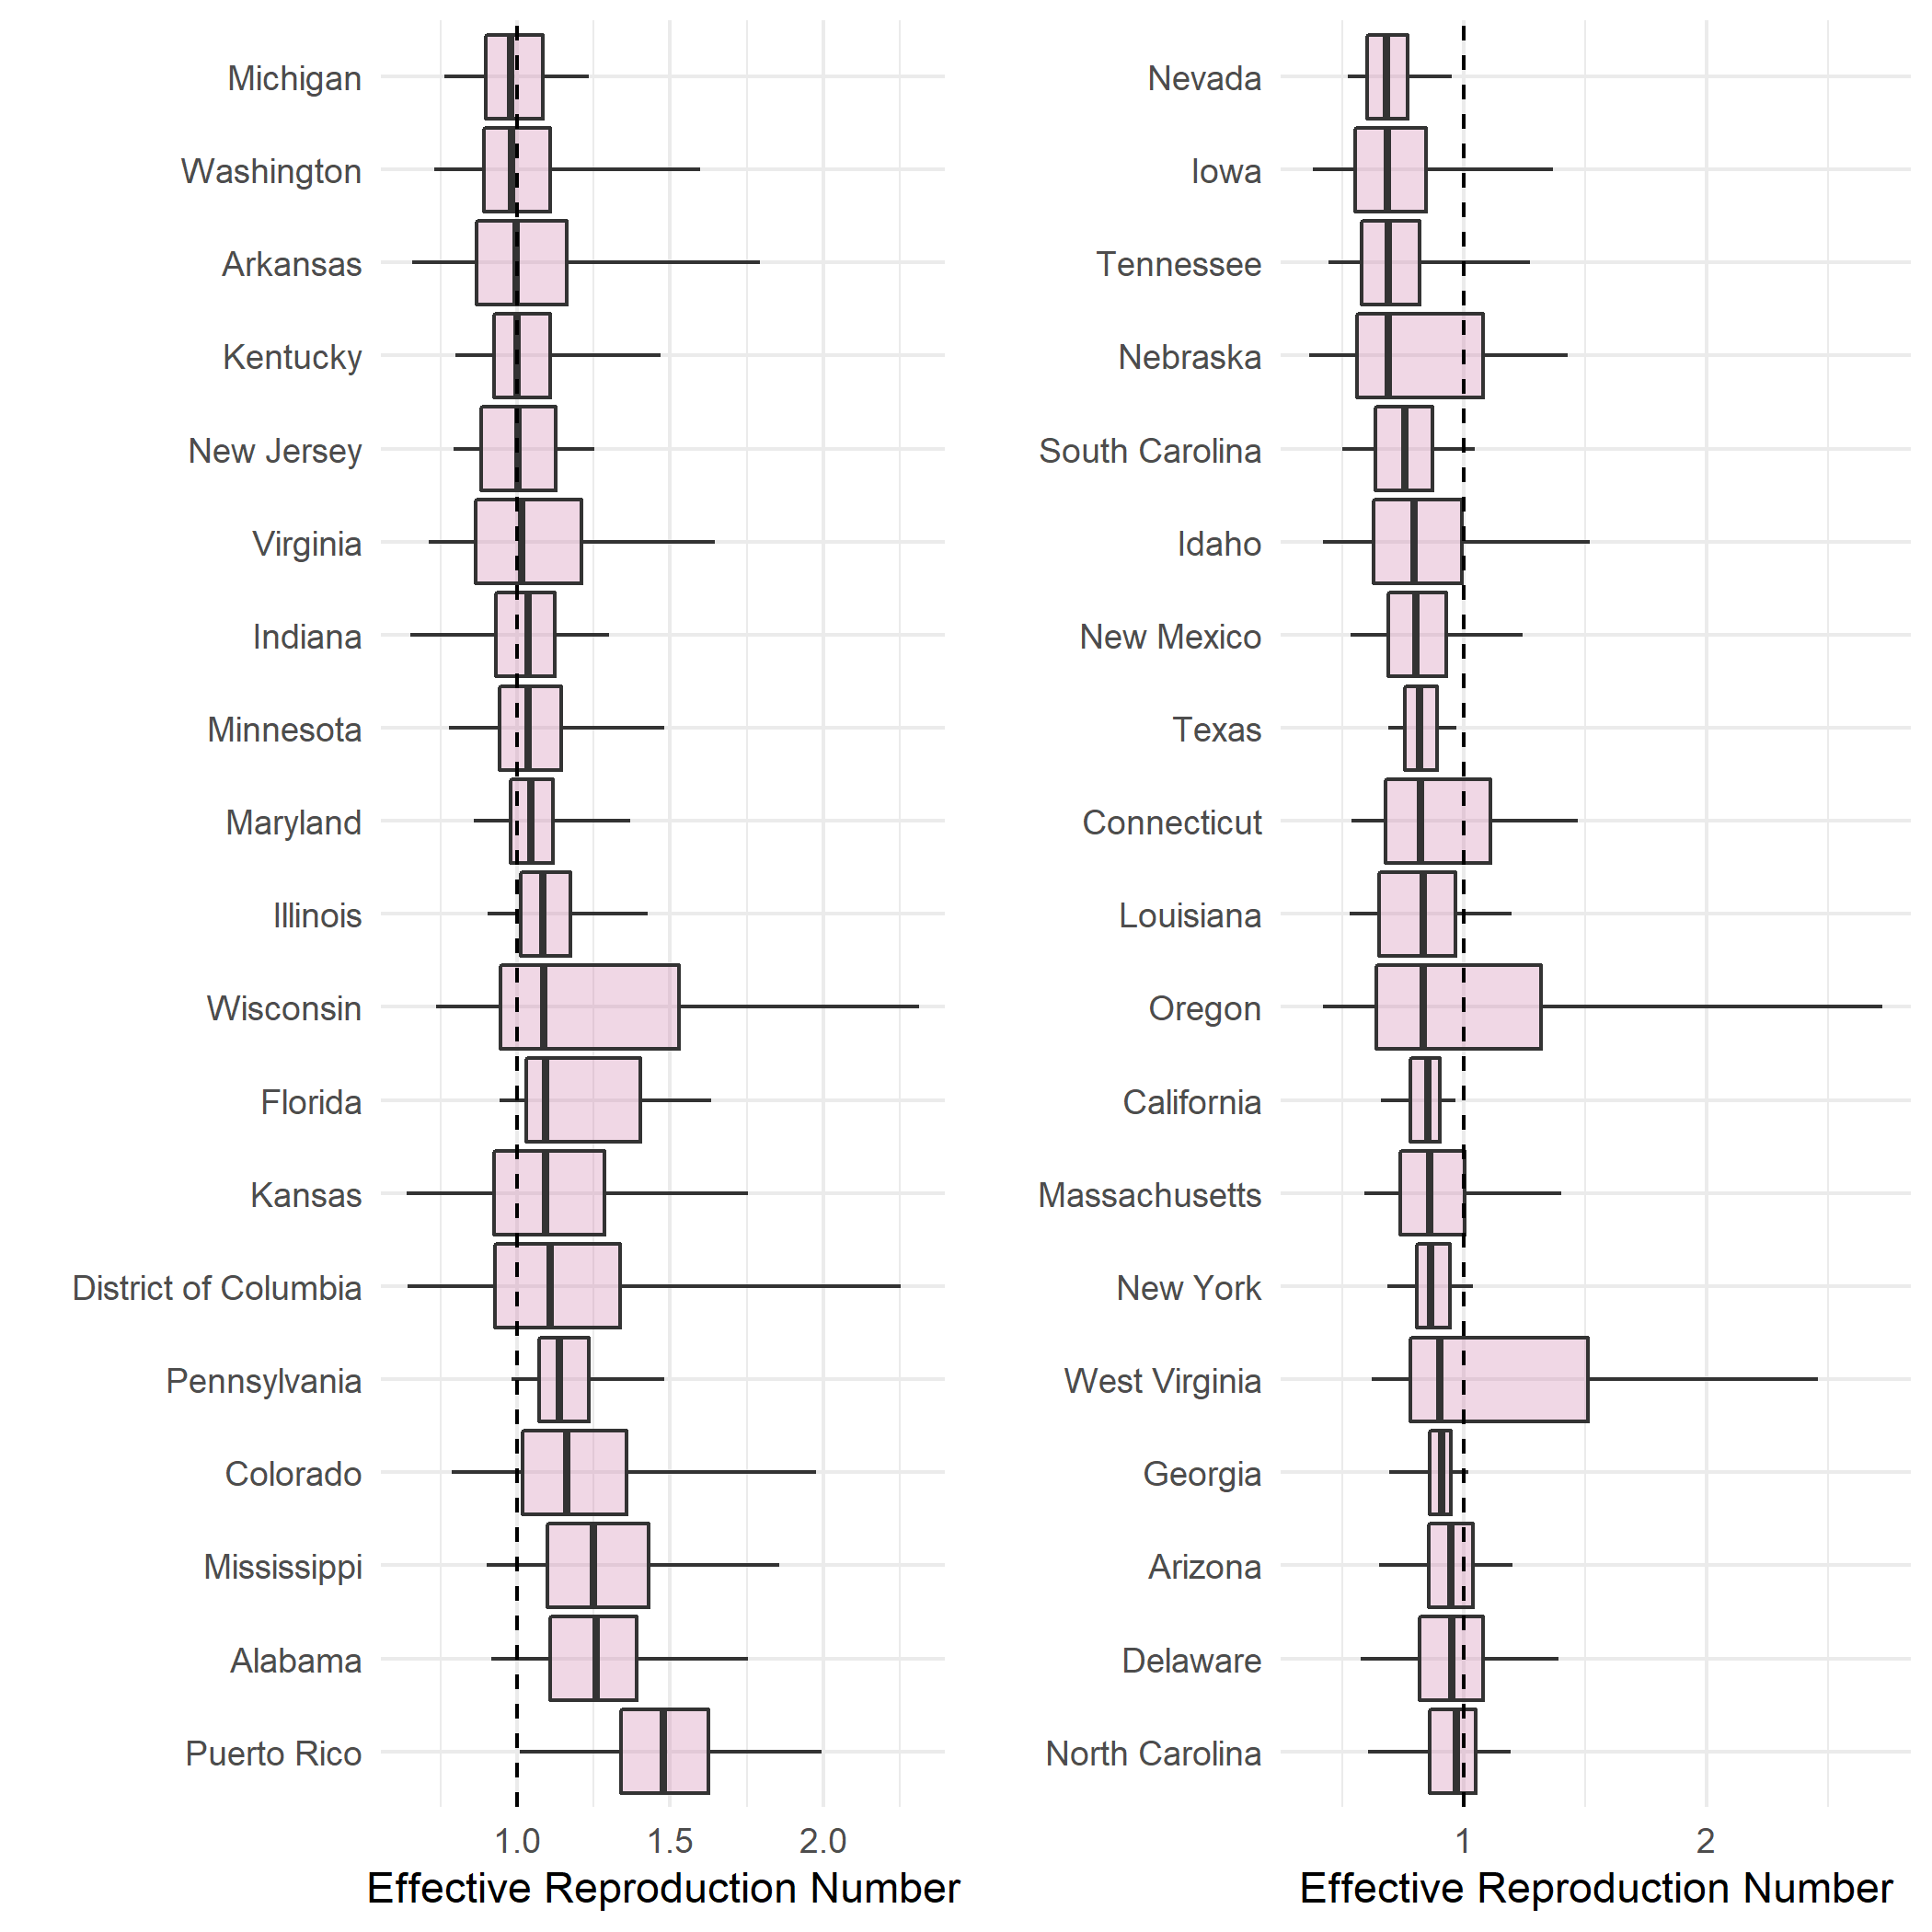 Michigan
Washington
Arkansas
Kentucky
New Jersey
Virginia
Indiana
Minnesota
Maryland
Illinois
Wisconsin
Florida
Kansas
District of Columbia
Pennsylvania
Colorado
Mississippi
Alabama
Puerto Rico
1.0 1.5 2.0
Effective Reproduction Number
Nevada
Iowa
Tennessee
Nebraska
South Carolina
Idaho
New Mexico
Texas
Connecticut
Louisiana
Oregon
California
Massachusetts
New York
West Virginia
Georgia
Arizona
Delaware
North Carolina
1 2
Effective Reproduction Number